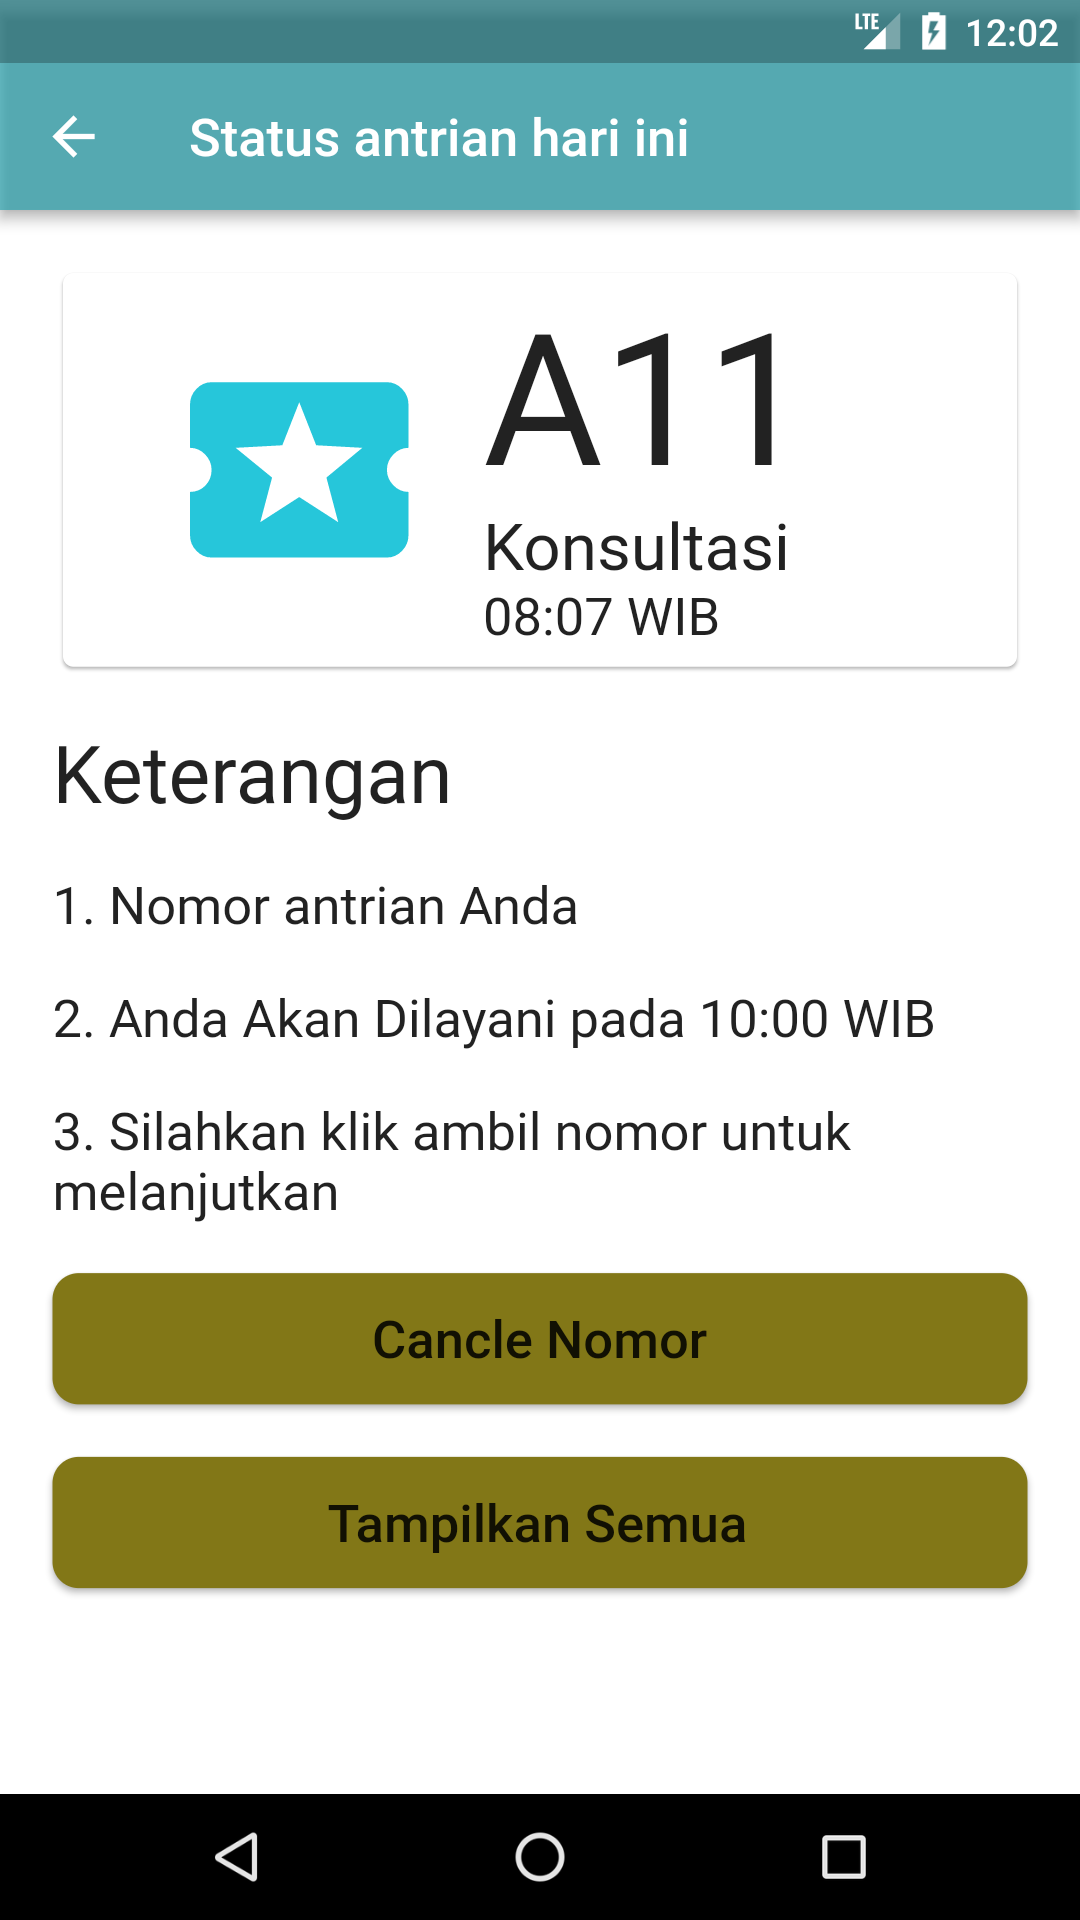 LTE 12:02
Status antrian hari ini
A11
Konsultasi
08:07 WIB
Keterangan
1. Nomor antrian Anda
2. Anda Akan Dilayani pada 10:00 WIB
3. Silahkan klik ambil nomor untuk
melanjutkan
Cancle Nomor
Tampilkan Semua